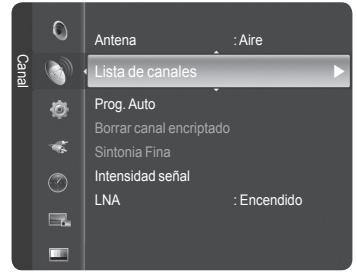 Canal
Antena : Aire
Lista de canales
Prog. Auto
Borrar canal encriptado
Sintonia Fina
Intensidad señal
LNA : Encendido